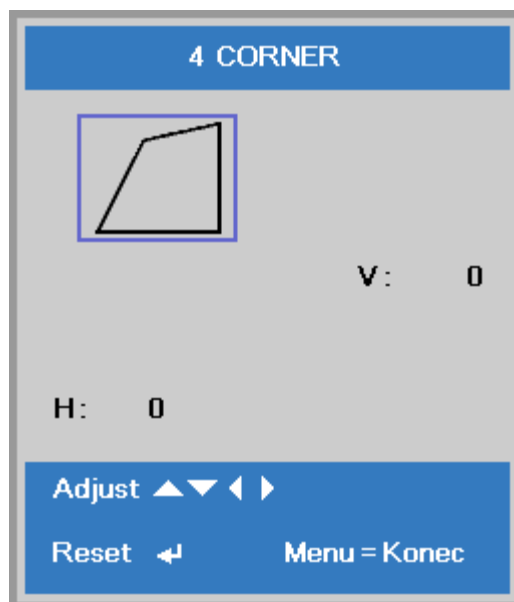 4 CORNER
V: 0
H: 0
Adjust ▲▼◀▶
Reset ↵ Menu = Konec